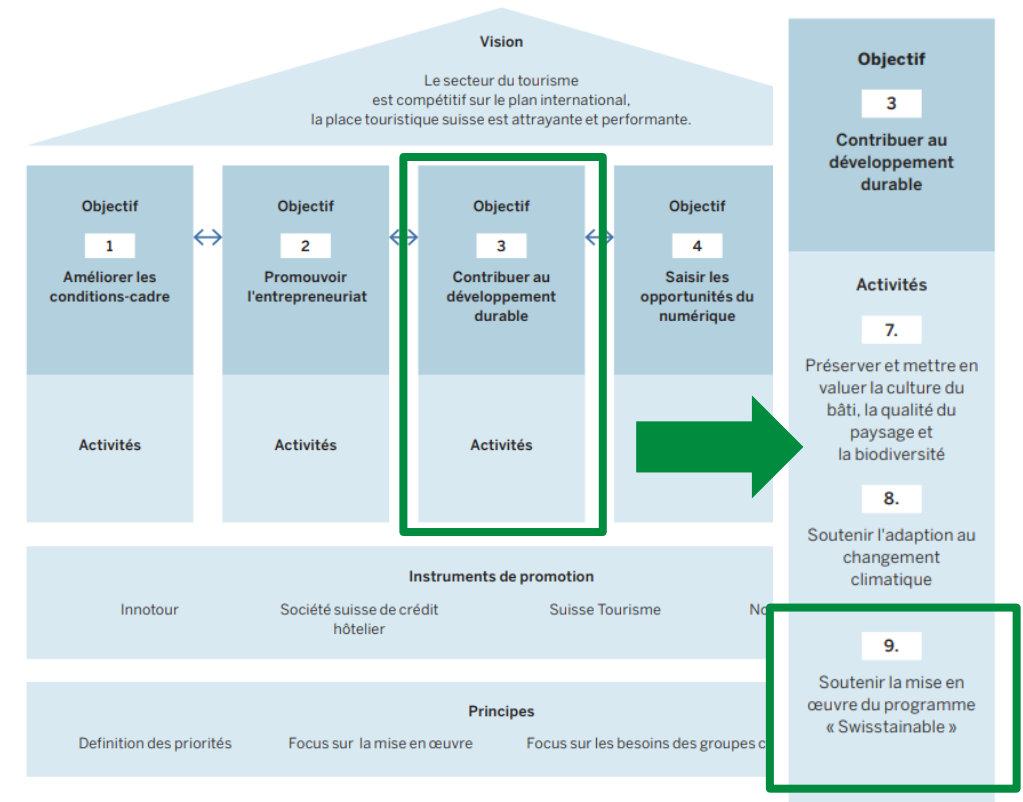 Vision
Le secteur du tourisme
est compétitif sur le plan international,
la place touristique suisse est attrayante et performante.
Objectif
1
Améliorer les
conditions-cadre
Activités
Objectif
2
Promouvoir
l'entrepreneuriat
Activités
Objectif
3
Contribuer au
développement
durable
Activités
Objectif
4
Saisir les
opportunités du
numérique
Instruments de promotion
Innotour
Société suisse de crédit
hôtelier
Suisse Tourisme
Principes
Definition des priorités
Focus sur la mise en œuvre
Focus sur les besoins des groupes
Objectif
3
Contribuer au
développement
durable
Activités
7.
Préserver et mettre en
valeur la culture du
bâti, la qualité du
paysage et
la biodiversité
8.
Soutenir l'adaption au
changement
climatique
9.
Soutenir la mise en
œuvre du programme
« Swisstainable »